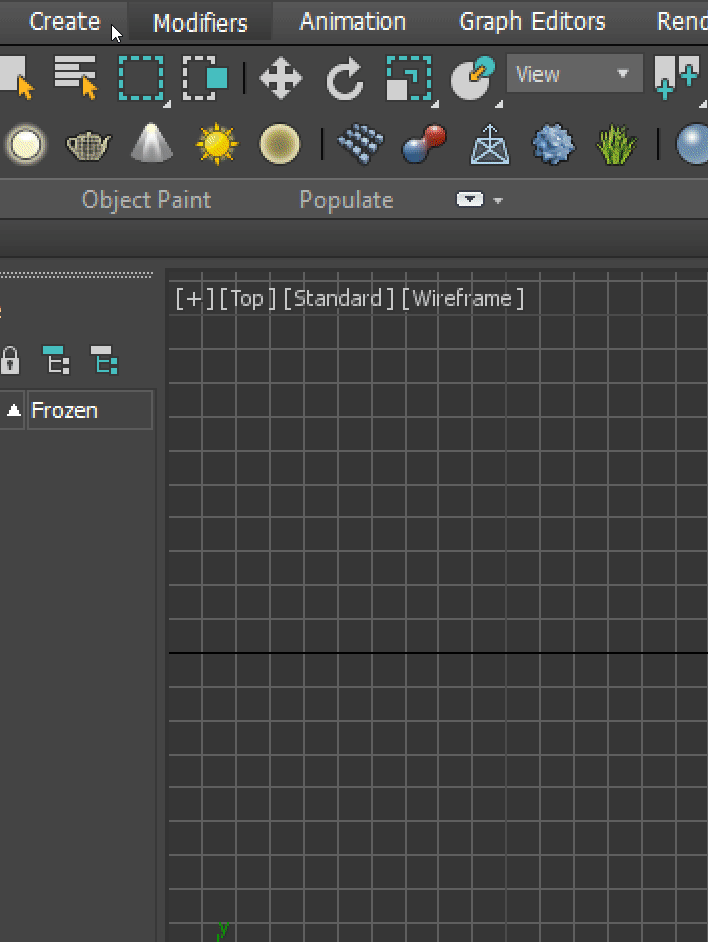 Create Modifiers Animation Graph Editors Rend
View
Object Paint Populate
[+][Top][Standard][Wireframe]
Frozen
y